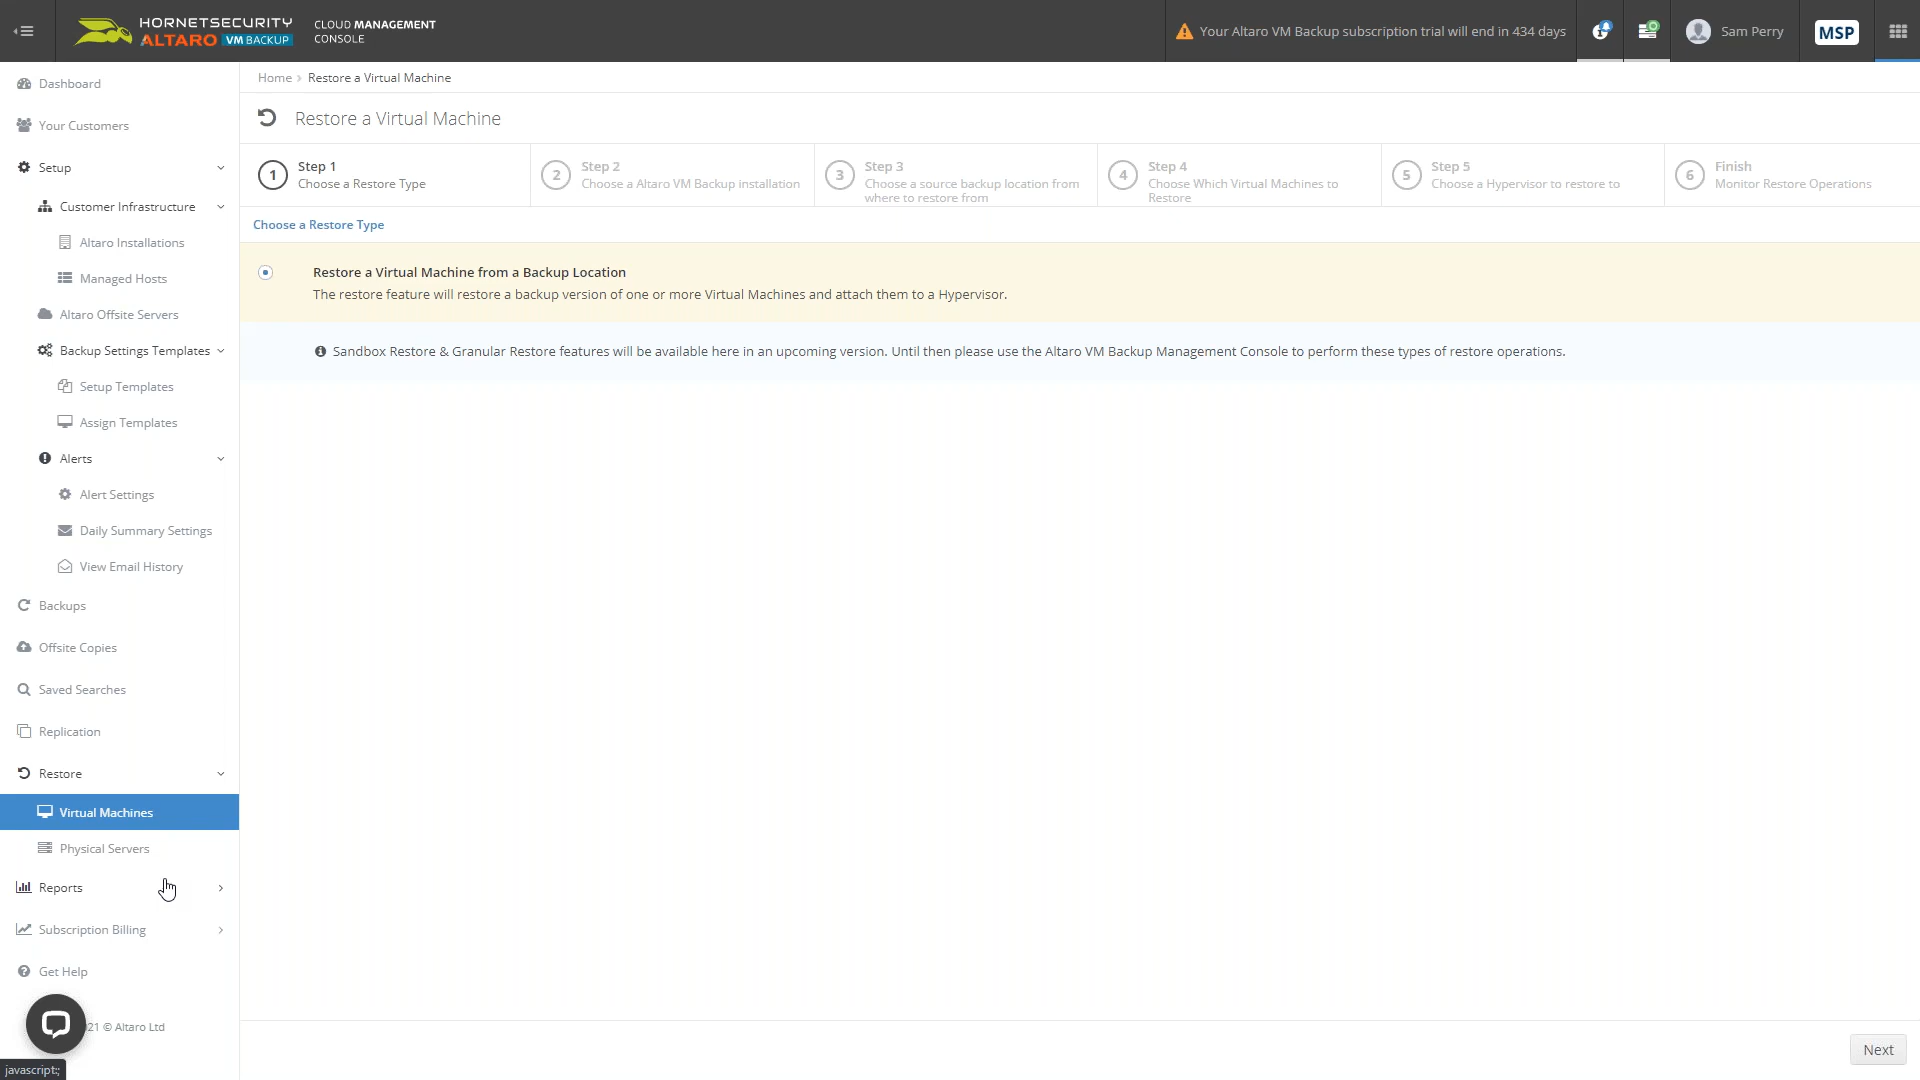 HORNETSECURITY
ALTARO VM BACKUP
CLOUD MANAGEMENT
CONSOLE
Your Altaro VM Backup subscription trial will end in 434 days
Sam Perry
MSP
Dashboard
Your Customers
Setup
Customer Infrastructure
Altaro Installations
Managed Hosts
Altaro Offsite Servers
Backup Settings Templates
Setup Templates
Assign Templates
Alerts
Alert Settings
Daily Summary Settings
View Email History
Backups
Offsite Copies
Saved Searches
Replication
Restore
Virtual Machines
Physical Servers
Reports
Subscription Billing
Get Help
21 © Altaro Ltd
javascript:;
Home › Restore a Virtual Machine
Restore a Virtual Machine
1
Step 1
Choose a Restore Type
2
Step 2
Choose a Altaro VM Backup installation
3
Step 3
Choose a source backup location from
where to restore from
4
Step 4
Choose Which Virtual Machines to
Restore
5
Step 5
Choose a Hypervisor to restore to
6
Finish
Monitor Restore Operations
Choose a Restore Type
Restore a Virtual Machine from a Backup Location
The restore feature will restore a backup version of one or more Virtual Machines and attach them to a Hypervisor.
Sandbox Restore & Granular Restore features will be available here in an upcoming version. Until then please use the Altaro VM Backup Management Console to perform these types of restore operations.
Next